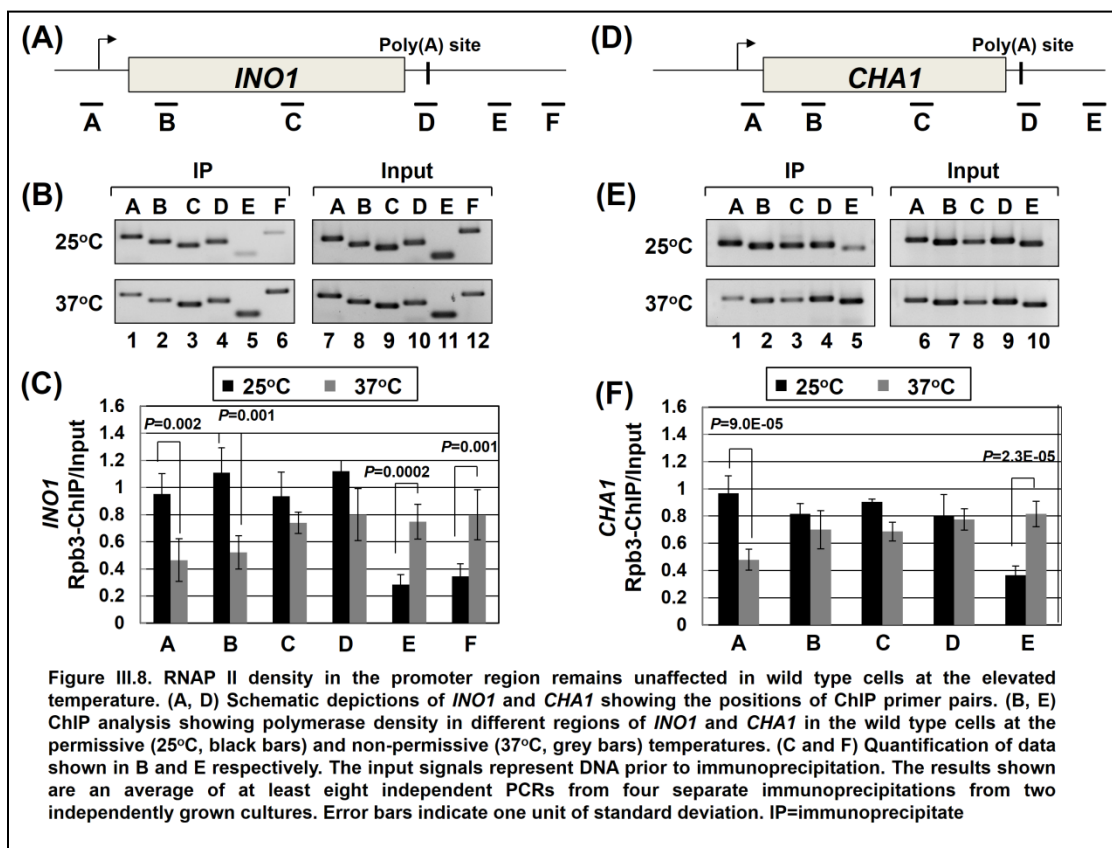 (A)
Poly(A) site
INO1
A B C D E F
(D)
Poly(A) site
CHA1
A B C D E
(B)
IP Input
A B C D E F A B C D E F
25°C
37°C
1 2 3 4 5 6 7 8 9 10 11 12
(E)
IP Input
A B C D E A B C D E
25°C
37°C
1 2 3 4 5 6 7 8 9 10
(C)
25°C 37°C
INO1
Rpb3-ChIP/Input
1.6
1.4
1.2
1
0.8
0.6
0.4
0.2
0
P=0.002
P=0.001
P=0.0002
P=0.001
A B C D E F
(F)
25°C 37°C
CHA1
Rpb3-ChIP/Input
1.6
1.4
1.2
1
0.8
0.6
0.4
0.2
0
P=9.0E-05
P=2.3E-05
A B C D E
Figure III.8. RNAP II density in the promoter region remains unaffected in wild type cells at the elevated
temperature. (A, D) Schematic depictions of INO1 and CHA1 showing the positions of ChIP primer pairs. (B, E)
ChIP analysis showing polymerase density in different regions of INO1 and CHA1 in the wild type cells at the
permissive (25°C, black bars) and non-permissive (37°C, grey bars) temperatures. (C and F) Quantification of data
shown in B and E respectively. The input signals represent DNA prior to immunoprecipitation. The results shown
are an average of at least eight independent PCRs from four separate immunoprecipitations from two
independently grown cultures. Error bars indicate one unit of standard deviation. IP=immunoprecipitate